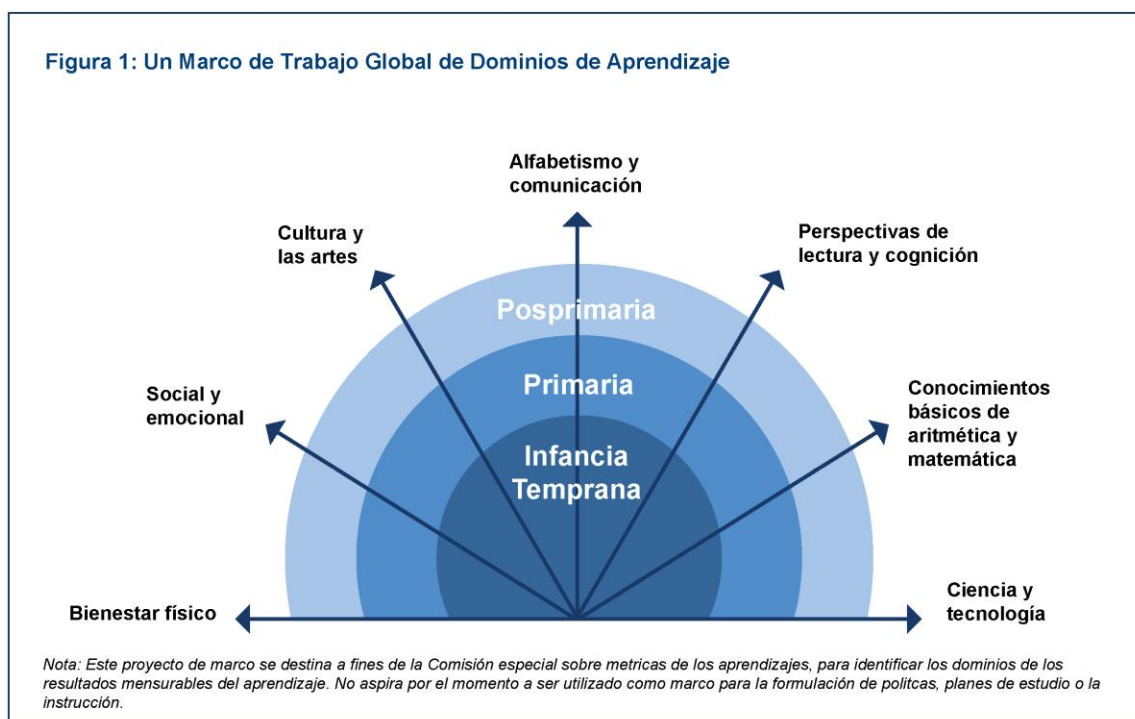 Figura 1: Un Marco de Trabajo Global de Dominios de Aprendizaje
Alfabetismo y
comunicación
Cultura y
las artes
Perspectivas de
lectura y cognición
Posprimaria
Primaria
Social y
emocional
Conocimientos
básicos de
aritmética y
matemática
Infancia
Temprana
Bienestar físico
Ciencia y
tecnología
Nota: Este proyecto de marco se destina a fines de la Comisión especial sobre metricas de los aprendizajes, para identificar los dominios de los
resultados mensurables del aprendizaje. No aspira por el momento a ser utilizado como marco para la formulación de politcas, planes de estudio o la
instrucción.